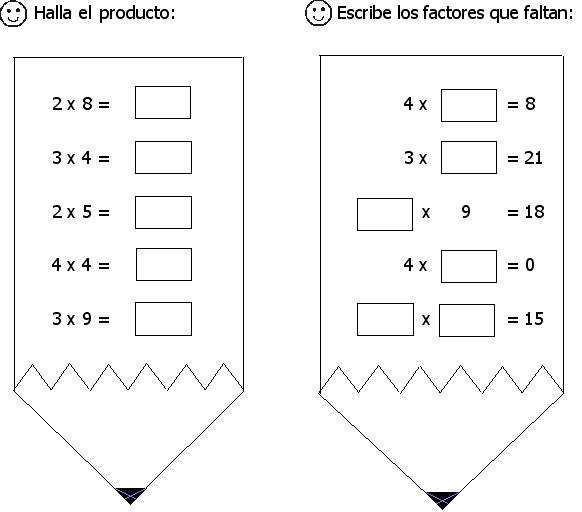 Halla el producto:
2 x 8 =
3 x 4 =
2 x 5 =
4 x 4 =
3 x 9 =
Escribe los factores que faltan:
4 x = 8
3 x = 21
x 9 = 18
4 x = 0
x = 15